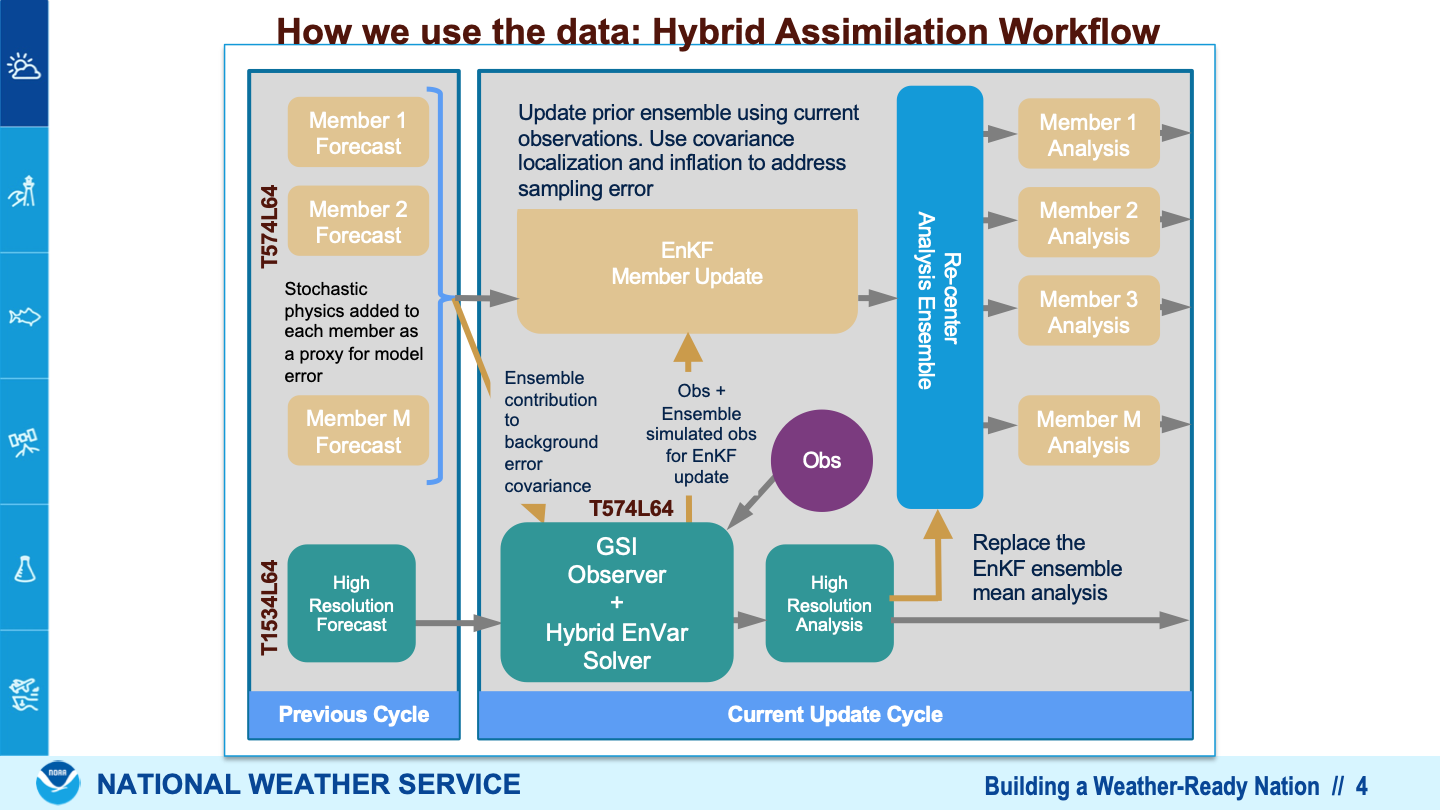 How we use the data: Hybrid Assimilation Workflow
Member 1
Forecast
Member 2
Forecast
T574L64
Stochastic
physics added to
each member as
a proxy for model
error
Member M
Forecast
T1534L64
High
Resolution
Forecast
Previous Cycle
Update prior ensemble using current
observations. Use covariance
localization and inflation to address
sampling error
EnKF
Member Update
Ensemble
contribution
to
background
error
covariance
Obs +
Ensemble
simulated obs
for EnKF
update
Obs
T574L64
GSI
Observer
+
Hybrid EnVar
Solver
High
Resolution
Analysis
Re-center
Analysis Ensemble
Member 1
Analysis
Member 2
Analysis
Member 3
Analysis
Member M
Analysis
Replace the
EnKF ensemble
mean analysis
Current Update Cycle
NOAA
NATIONAL WEATHER SERVICE
Building a Weather-Ready Nation // 4